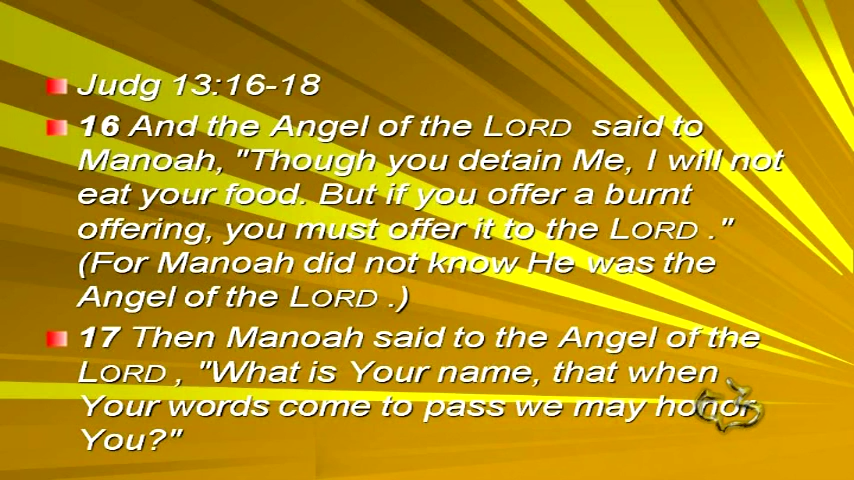 Judg 13:16-18
16 And the Angel of the LORD said to
Manoah, "Though you detain Me, I will not
eat your food. But if you offer a burnt
offering, you must offer it to the LORD ."
(For Manoah did not know He was the
Angel of the LORD .)
17 Then Manoah said to the Angel of the
LORD , "What is Your name, that when
Your words come to pass we may honor
You?"